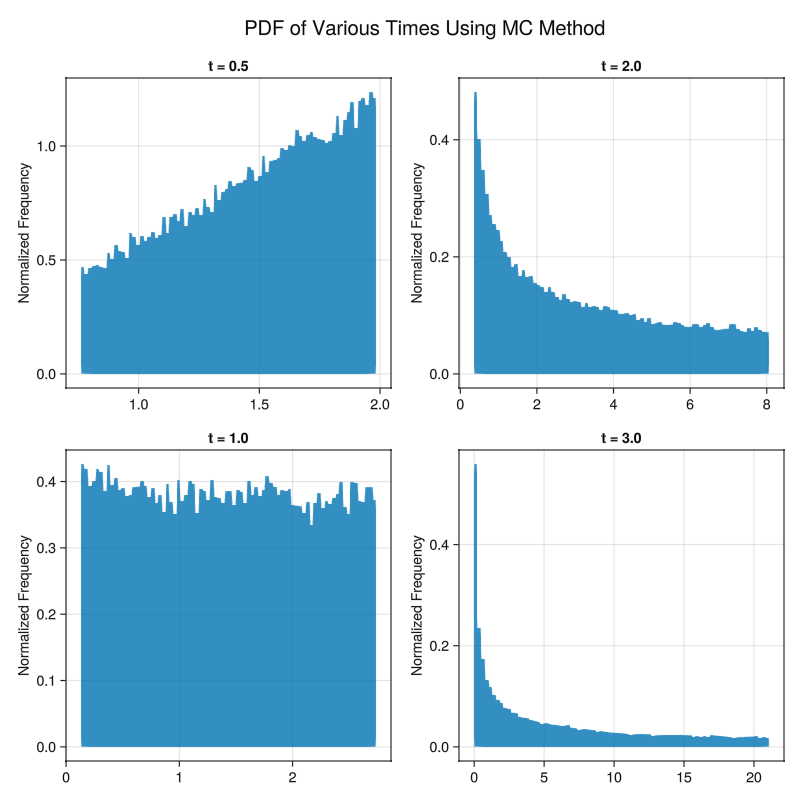 PDF of Various Times Using MC Method
t = 0.5
Normalized Frequency
1.0
0.5
0.0
1.0 1.5 2.0
t = 2.0
Normalized Frequency
0.4
0.2
0.0
0 2 4 6 8
t = 1.0
Normalized Frequency
0.4
0.3
0.2
0.1
0.0
0 1 2
t = 3.0
Normalized Frequency
0.4
0.2
0.0
0 5 10 15 20